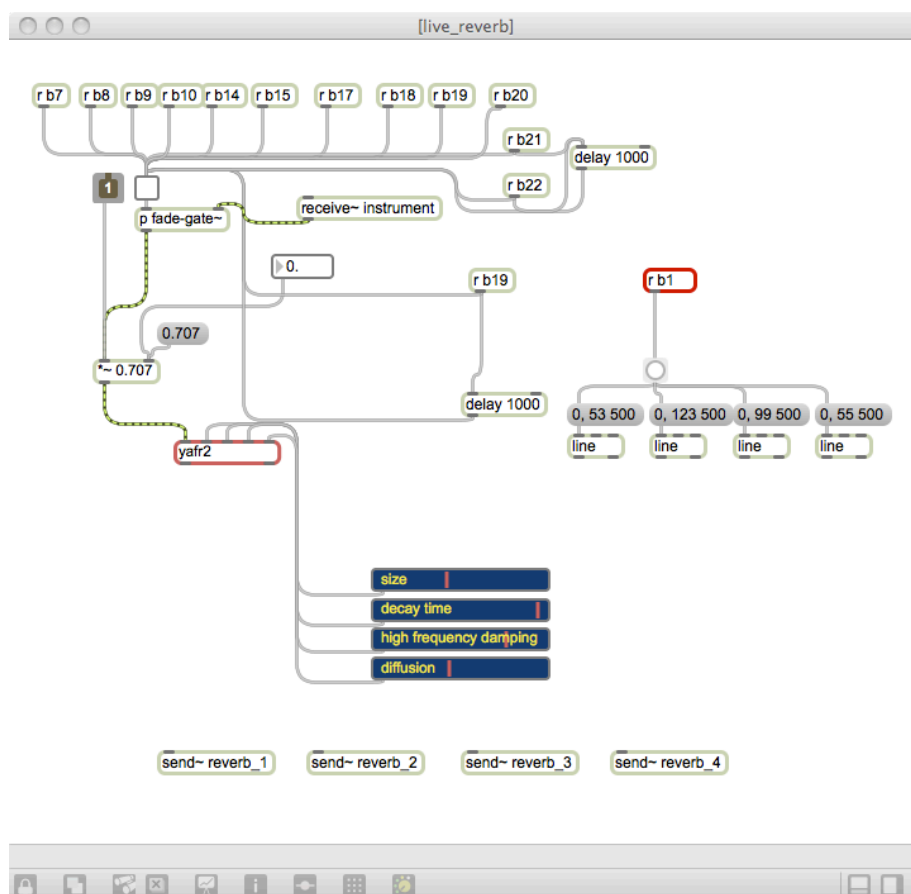 [live_reverb]
r b7
r b8
r b9
r b10
r b14
r b15
r b17
r b18
r b19
r b20
r b21
delay 1000
r b22
1
p fade-gate~
receive~ instrument
0.
r b19
r b1
0.707
*~ 0.707
delay 1000
0, 53 500
0, 123 500
0, 99 500
0, 55 500
line
line
line
line
yafr2
size
decay time
high frequency damping
diffusion
send~ reverb_1
send~ reverb_2
send~ reverb_3
send~ reverb_4